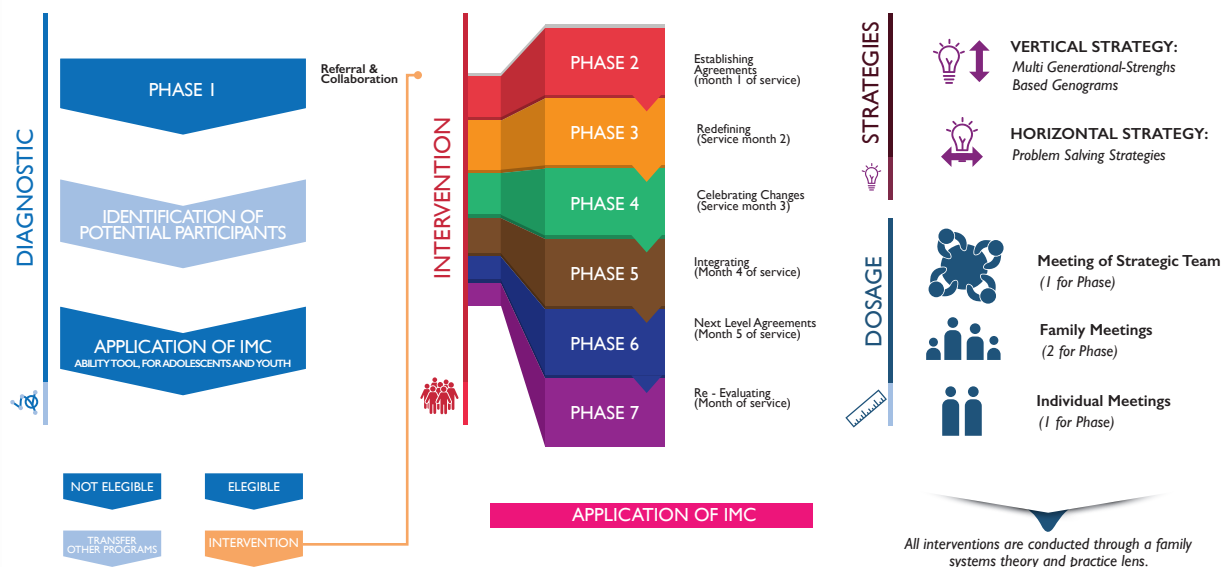 DIAGNOSTIC
PHASE I
Referral &
Collaboration
IDENTIFICATION OF
POTENTIAL PARTICIPANTS
APPLICATION OF IMC
ABILITY TOOL, FOR ADOLESCENTS AND YOUTH
NOT ELEGIBLE
ELEGIBLE
TRANSFER
OTHER PROGRAMS
INTERVENTION
INTERVENTION
PHASE 2
Establishing
Agreements
(month 1 of service)
PHASE 3
Redefining
(Service month 2)
PHASE 4
Celebrating Changes
(Service month 3)
PHASE 5
Integrating
(Month 4 of service)
PHASE 6
Next Level Agreements
(Month 5 of service)
PHASE 7
Re - Evaluating
(Month of service)
APPLICATION OF IMC
STRATEGIES
VERTICAL STRATEGY:
Multi Generational-Strenghs
Based Genograms
HORIZONTAL STRATEGY:
Problem Solving Strategies
DOSAGE
Meeting of Strategic Team
(1 for Phase)
Family Meetings
(2 for Phase)
Individual Meetings
(1 for Phase)
All interventions are conducted through a family
systems theory and practice lens.